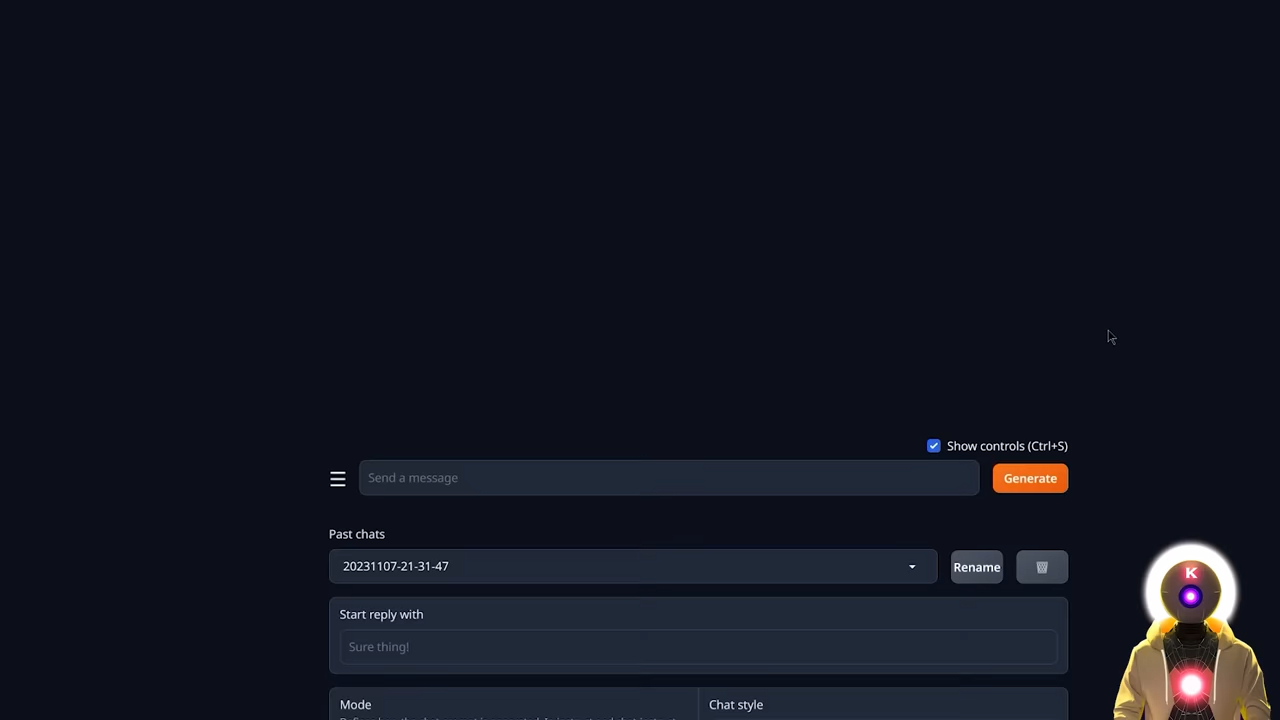 Show controls (Ctrl+S)
Send a message
Generate
Past chats
20231107-21-31-47
Rename
Start reply with
Sure thing!
Mode
Chat style
K